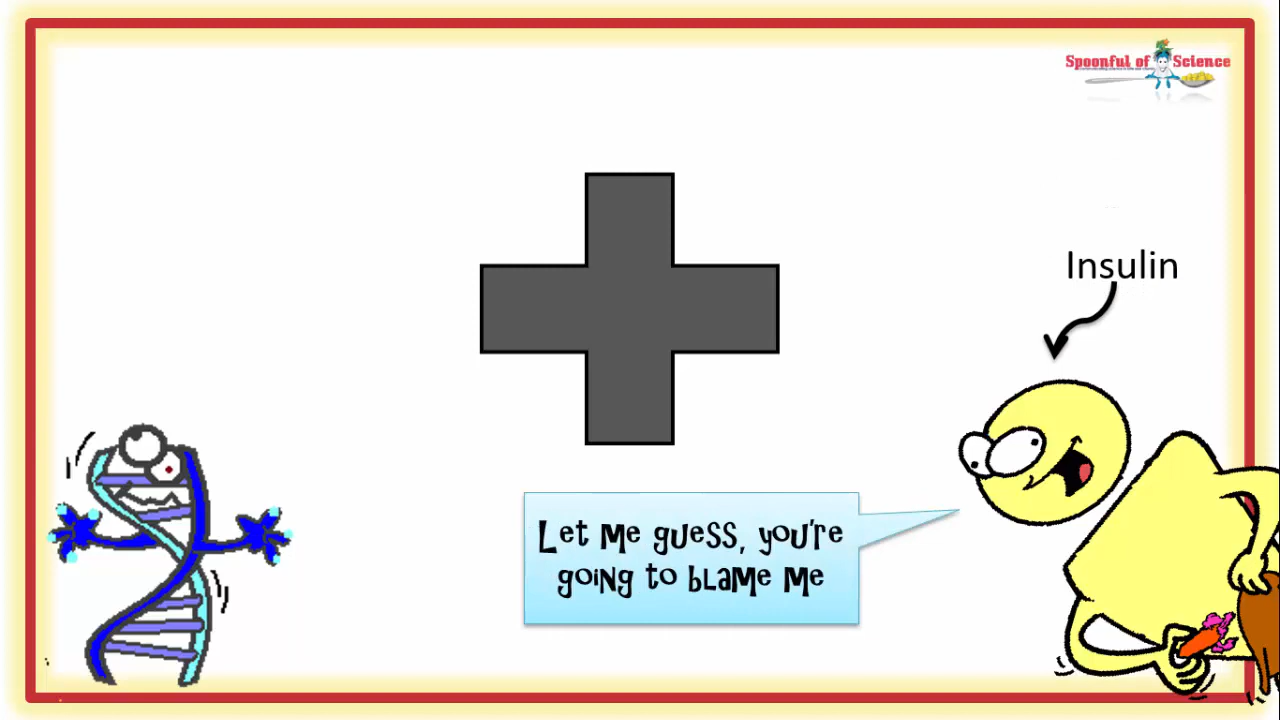 Spoonful of Science
Insulin
Let me guess, you're
going to blame me